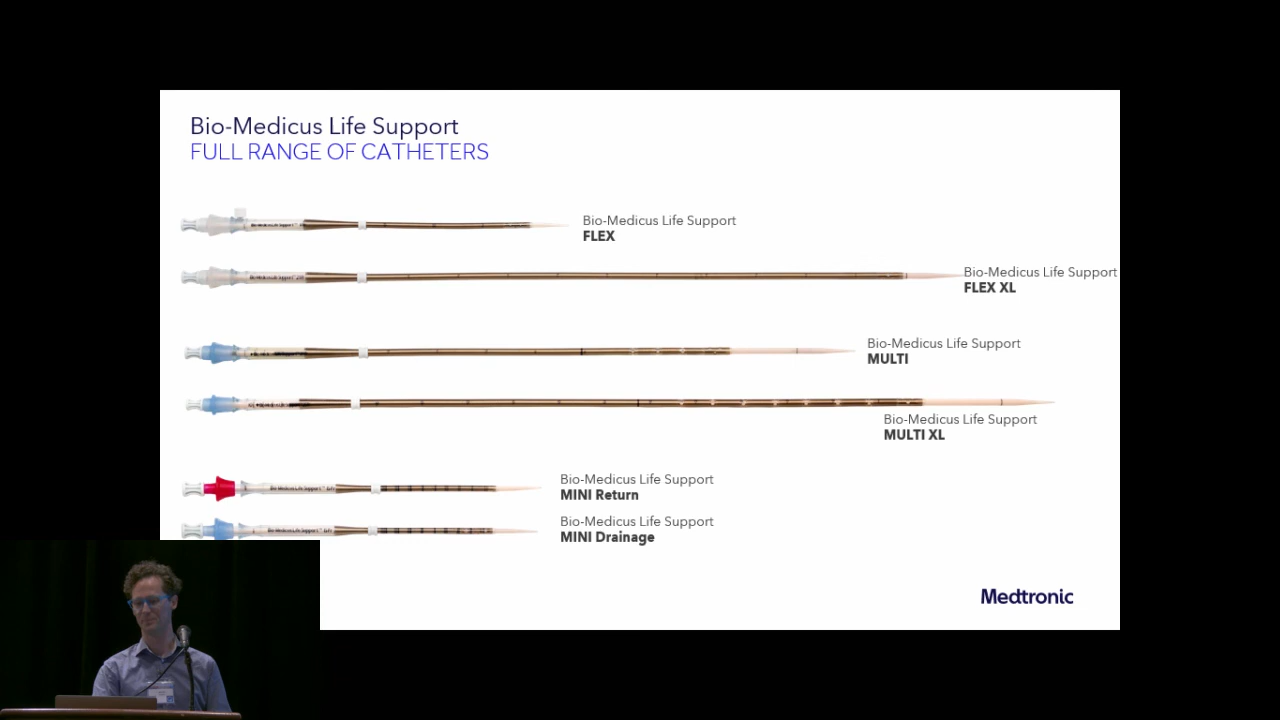 Bio-Medicus Life Support
FULL RANGE OF CATHETERS
Bio-Medicus Life Support
FLEX
Bio-Medicus Life Support
FLEX XL
Bio-Medicus Life Support
MULTI
Bio-Medicus Life Support
MULTI XL
Bio-Medicus Life Support
MINI Return
Bio-Medicus Life Support
MINI Drainage
Medtronic